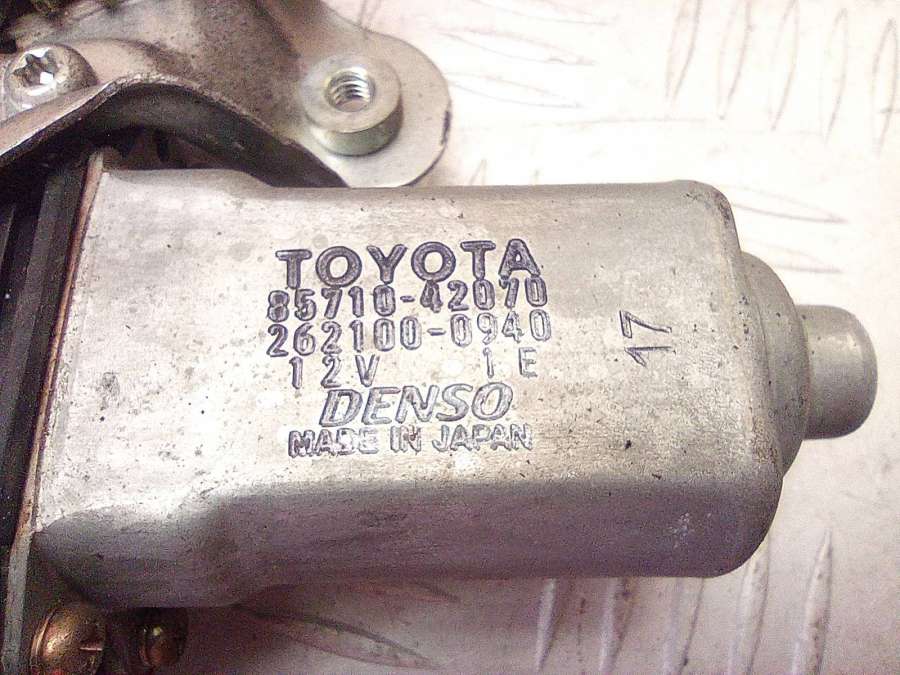 TOYOTA
85710-42070
262100-0940
12V 1E
DENSO
MADE IN JAPAN
17